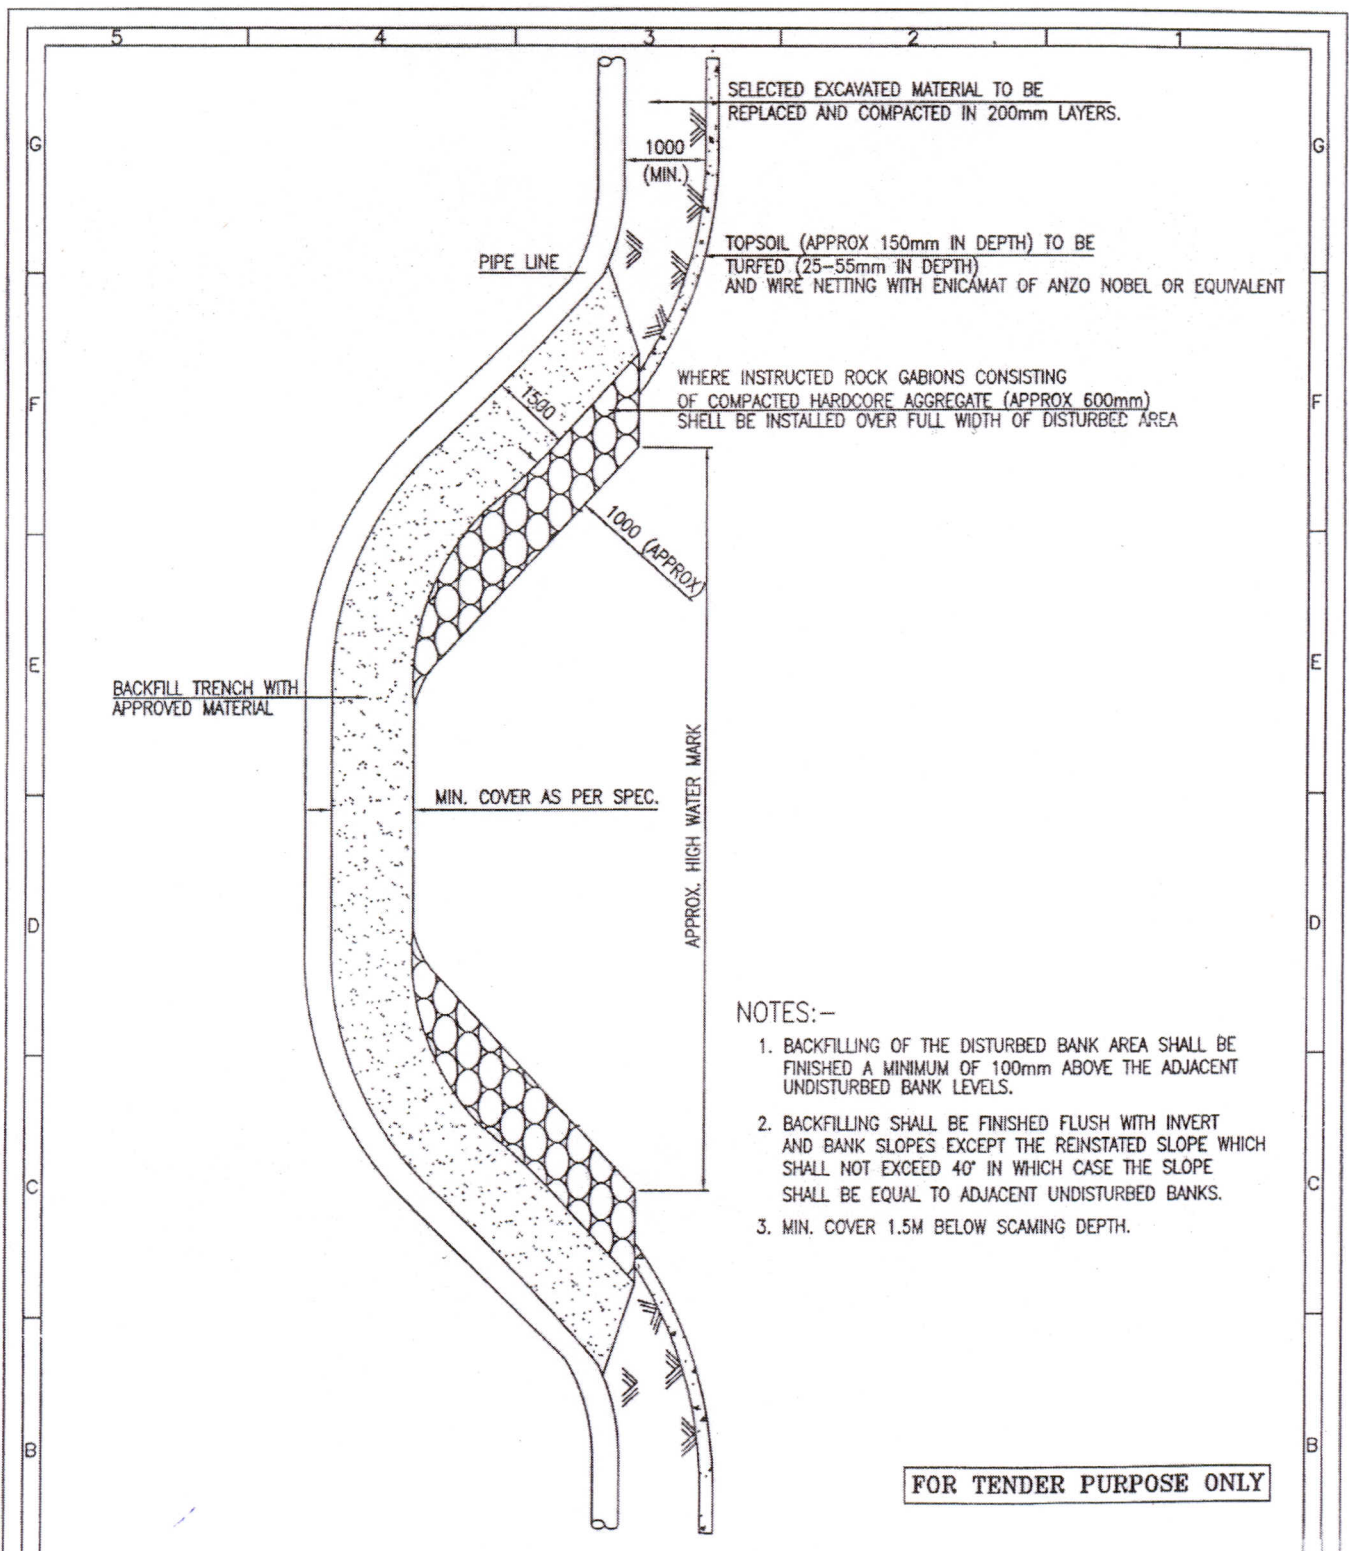 5 4 3 2 1
SELECTED EXCAVATED MATERIAL TO BE
REPLACED AND COMPACTED IN 200mm LAYERS.
G G
1000
(MIN.)
TOPSOIL (APPROX 150mm IN DEPTH) TO BE
TURFED (25-55mm IN DEPTH)
AND WIRE NETTING WITH ENICAMAT OF ANZO NOBEL OR EQUIVALENT
PIPE LINE
WHERE INSTRUCTED ROCK GABIONS CONSISTING
OF COMPACTED HARDCORE AGGREGATE (APPROX 600mm)
SHELL BE INSTALLED OVER FULL WIDTH OF DISTURBED AREA
F F
1500
1000 (APPROX)
E E
BACKFILL TRENCH WITH
APPROVED MATERIAL
MIN. COVER AS PER SPEC.
APPROX. HIGH WATER MARK
D D
NOTES:-
1. BACKFILLING OF THE DISTURBED BANK AREA SHALL BE
FINISHED A MINIMUM OF 100mm ABOVE THE ADJACENT
UNDISTURBED BANK LEVELS.
2. BACKFILLING SHALL BE FINISHED FLUSH WITH INVERT
AND BANK SLOPES EXCEPT THE REINSTATED SLOPE WHICH
SHALL NOT EXCEED 40° IN WHICH CASE THE SLOPE
SHALL BE EQUAL TO ADJACENT UNDISTURBED BANKS.
3. MIN. COVER 1.5M BELOW SCAMING DEPTH.
C C
B B
FOR TENDER PURPOSE ONLY